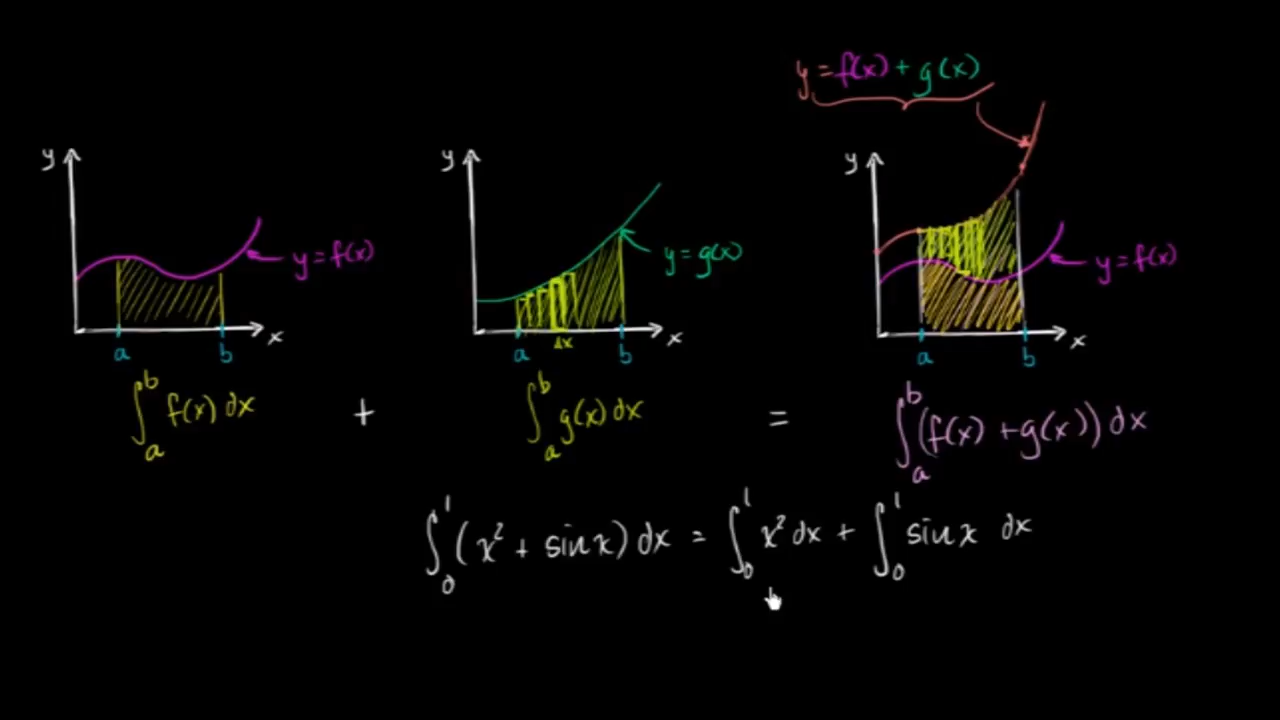 y = f(x) + g(x)
y
y
y
y = f(x)
y = g(x)
y = f(x)
x
x
x
a
b
a
Δx
b
a
b
∫_a^b f(x) dx + ∫_a^b g(x) dx = ∫_a^b (f(x) + g(x)) dx
∫_0^1 (x² + sin x) dx = ∫_0^1 x² dx + ∫_0^1 sin x dx